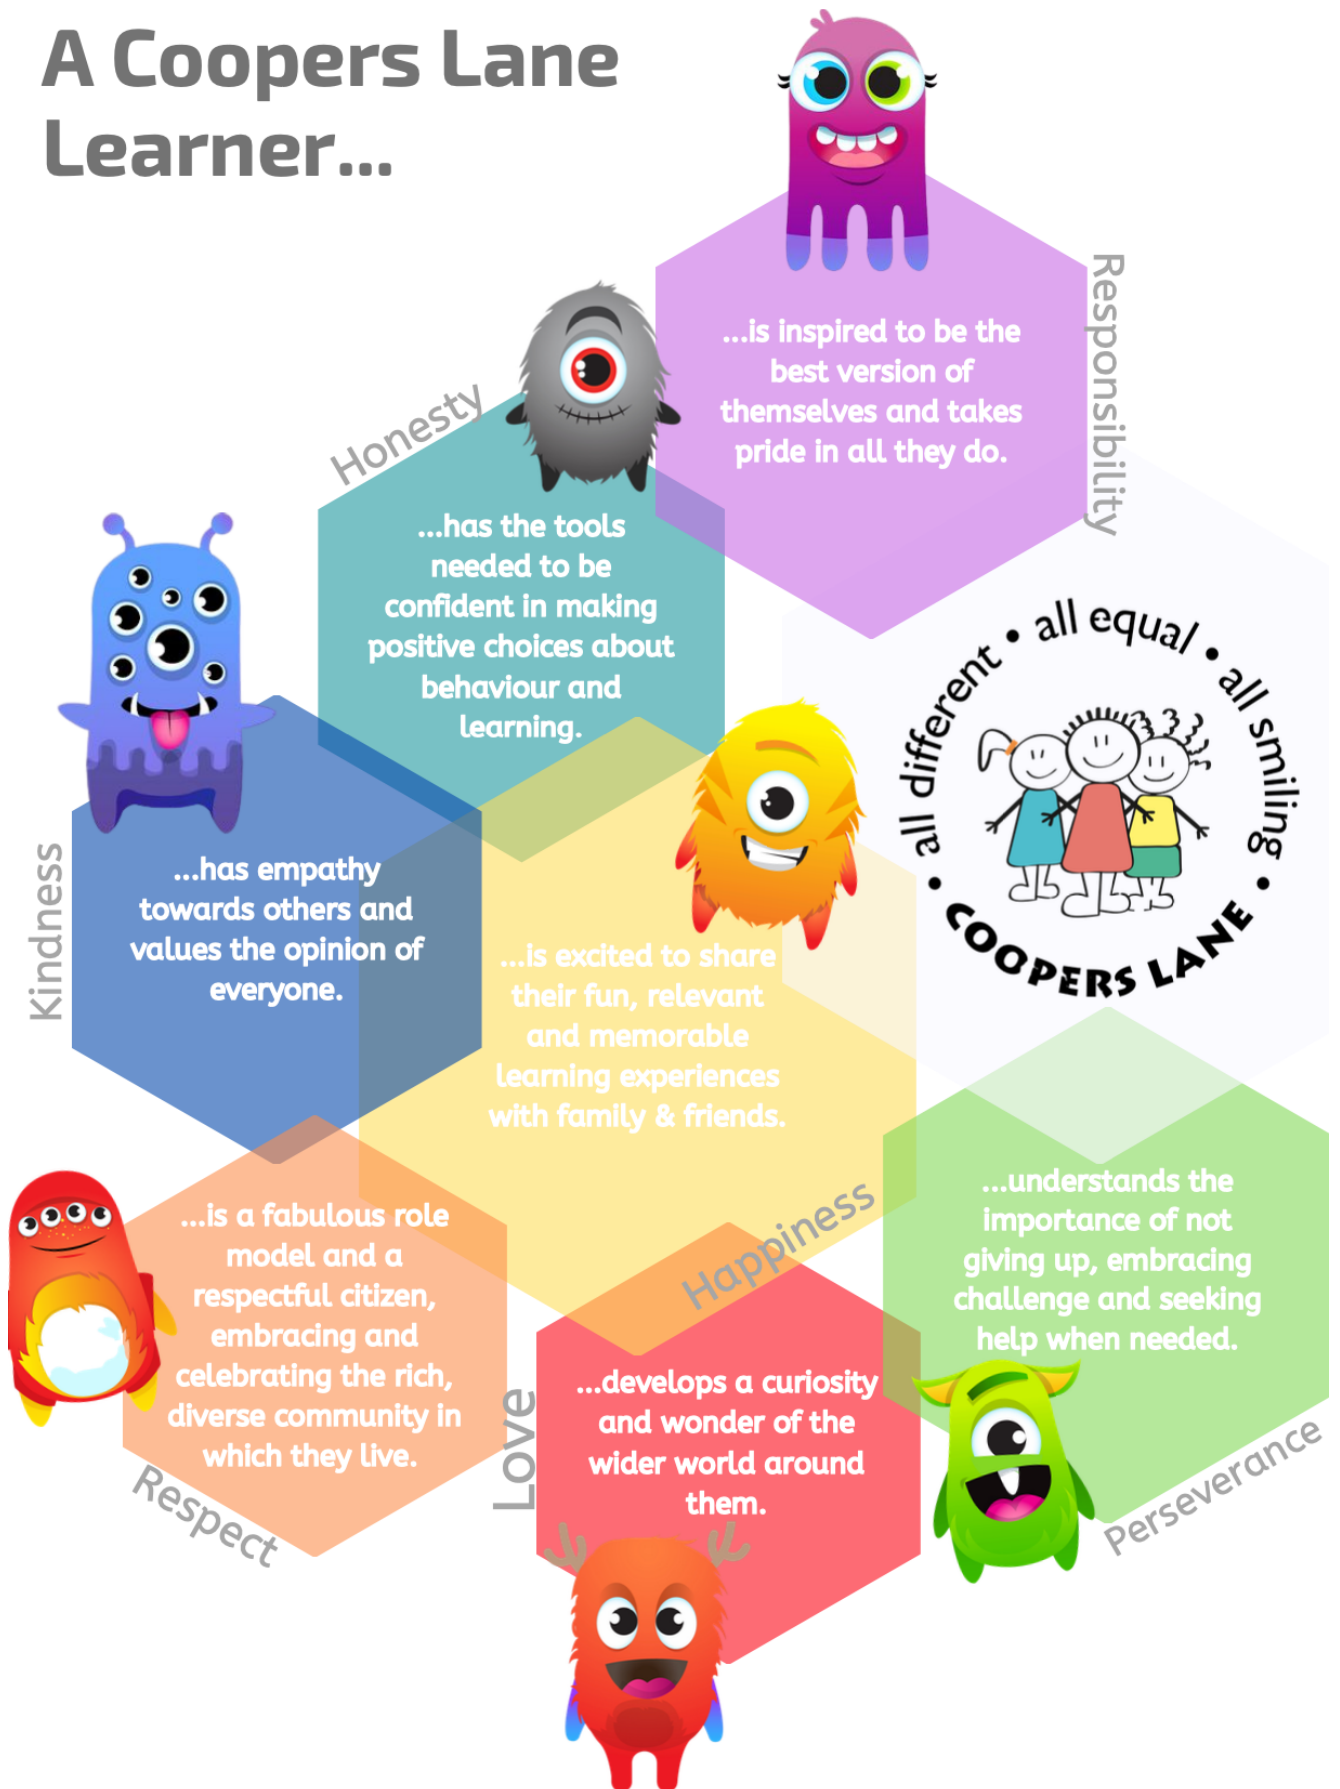 A Coopers Lane
Learner...
Responsibility
...is inspired to be the
best version of
themselves and takes
pride in all they do.
Honesty
...has the tools
needed to be
confident in making
positive choices about
behaviour and
learning.
all different • all equal • all smiling •
• COOPERS LANE
Kindness
...has empathy
towards others and
values the opinion of
everyone.
...is excited to share
their fun, relevant
and memorable
learning experiences
with family & friends.
Happiness
...understands the
importance of not
giving up, embracing
challenge and seeking
help when needed.
Perseverance
...is a fabulous role
model and a
respectful citizen,
embracing and
celebrating the rich,
diverse community in
which they live.
Respect
Love
...develops a curiosity
and wonder of the
wider world around
them.